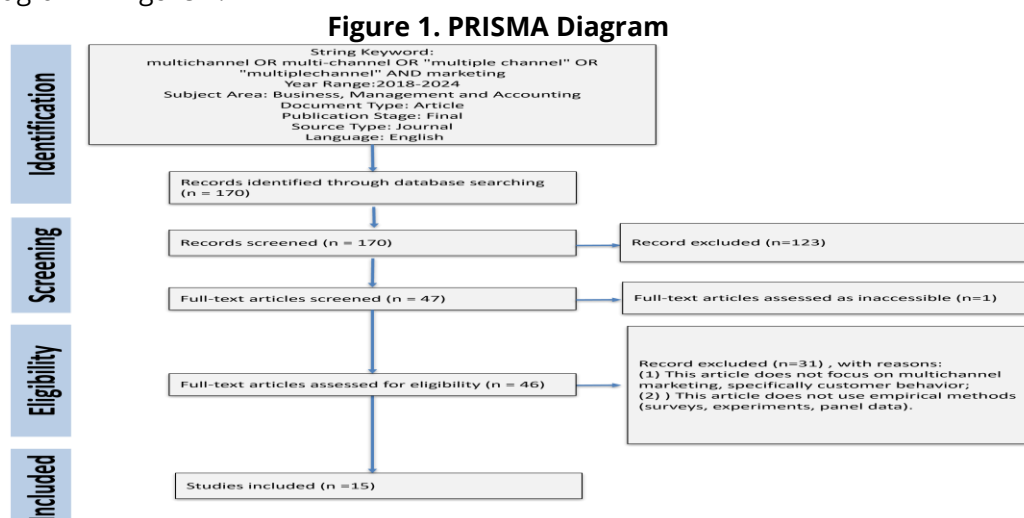 Figure 1. PRISMA Diagram
Identification
String Keyword:
multichannel OR multi-channel OR "multiple channel" OR
"multiplechannel" AND marketing
Year Range:2018-2024
Subject Area: Business, Management and Accounting
Document Type: Article
Publication Stage: Final
Source Type: Journal
Language: English
Records identified through database searching
(n = 170)
Screening
Records screened (n = 170)
Record excluded (n=123)
Full-text articles screened (n = 47)
Full-text articles assessed as inaccessible (n=1)
Eligibility
Full-text articles assessed for eligibility (n = 46)
Record excluded (n=31) , with reasons:
(1) This article does not focus on multichannel
marketing, specifically customer behavior;
(2) ) This article does not use empirical methods
(surveys, experiments, panel data).
Included
Studies included (n =15)